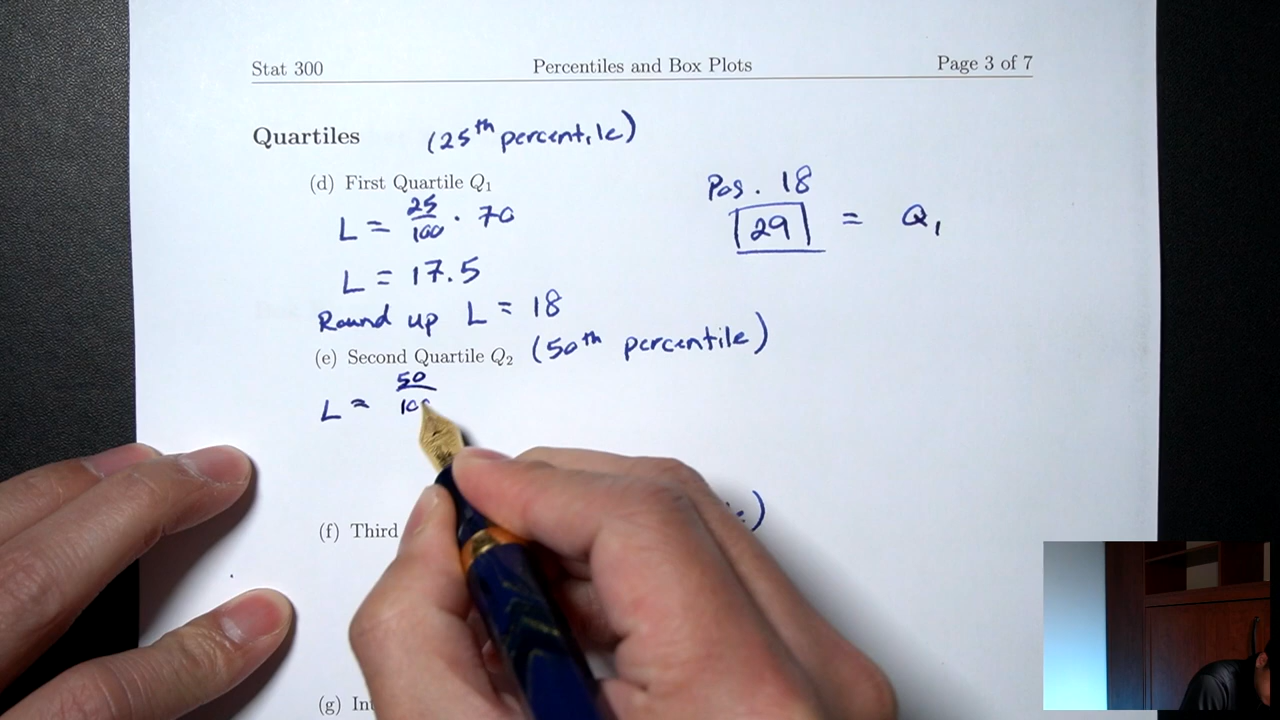 Stat 300 Percentiles and Box Plots Page 3 of 7
Quartiles (25th percentile)
(d) First Quartile Q1
L = 25/100 · 70
L = 17.5
Round up L = 18
Pos. 18
29 = Q1
(e) Second Quartile Q2 (50th percentile)
L = 50/100
(f) Third
(g)